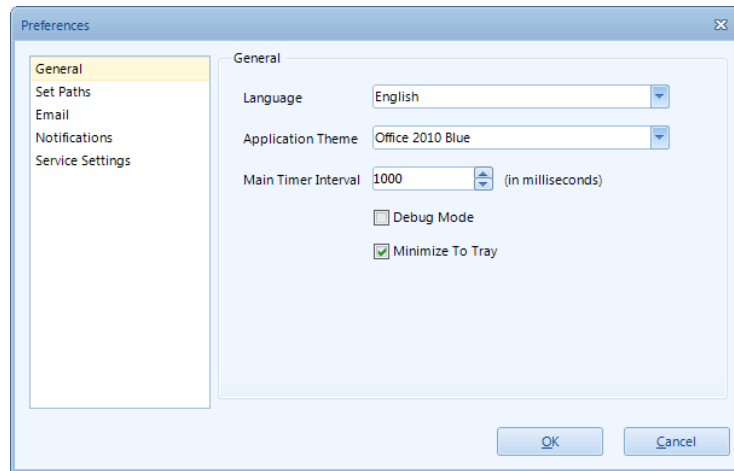 Preferences
General
Set Paths
Email
Notifications
Service Settings
General
Language English
Application Theme Office 2010 Blue
Main Timer Interval 1000 (in milliseconds)
Debug Mode
Minimize To Tray
OK Cancel